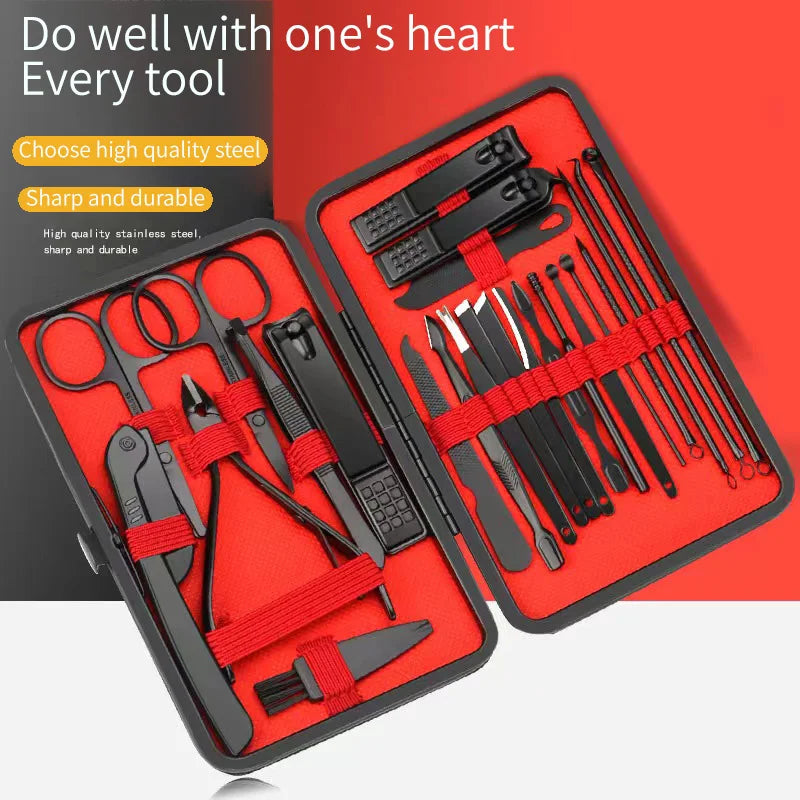 Do well with one's heart
Every tool
Choose high quality steel
Sharp and durable
High quality stainless steel,
sharp and durable